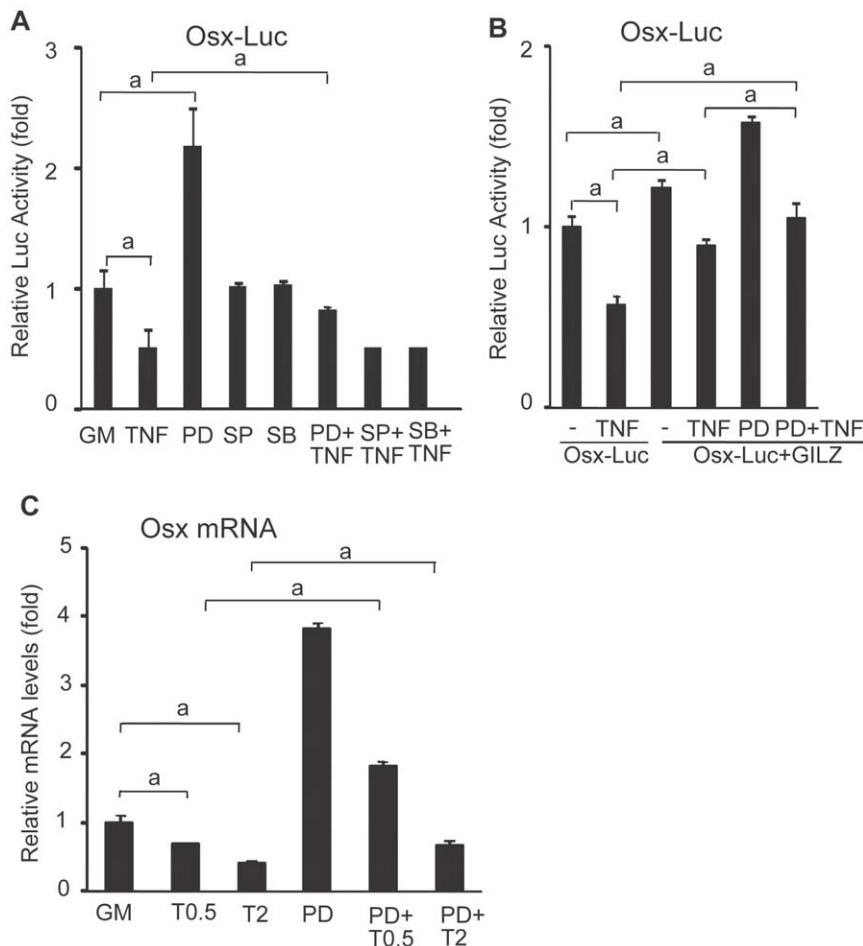 A
Osx-Luc
Relative Luc Activity (fold)
3
2
1
0
a
a
a
GM TNF PD SP SB PD+ SP+ SB+
TNF TNF TNF
B
Osx-Luc
Relative Luc Activity (fold)
2
1
0
a
a
a
a
a
- TNF - TNF PD PD+TNF
Osx-Luc Osx-Luc+GILZ
C
Osx mRNA
Relative mRNA levels (fold)
5
4
3
2
1
0
a
a
a
a
GM T0.5 T2 PD PD+ PD+
T0.5 T2